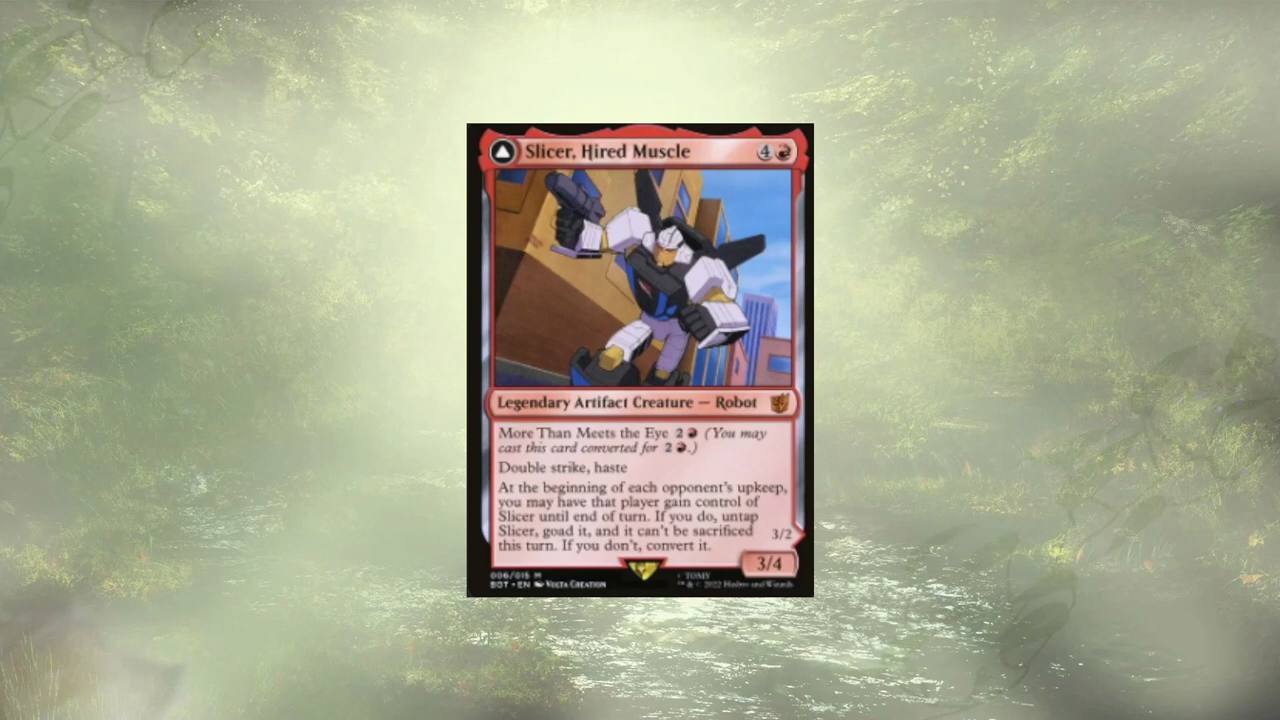 Slicer, Hired Muscle 4
Legendary Artifact Creature — Robot
More Than Meets the Eye 2 (You may
cast this card converted for 2 .)
Double strike, haste
At the beginning of each opponent's upkeep,
you may have that player gain control of
Slicer until end of turn. If you do, untap
Slicer, goad it, and it can't be sacrificed
this turn. If you don't, convert it.
3/2
3/4
006/015 M
BOT • EN Volta Creation
TOMY
™ & © 2022 Hasbro and Wizards